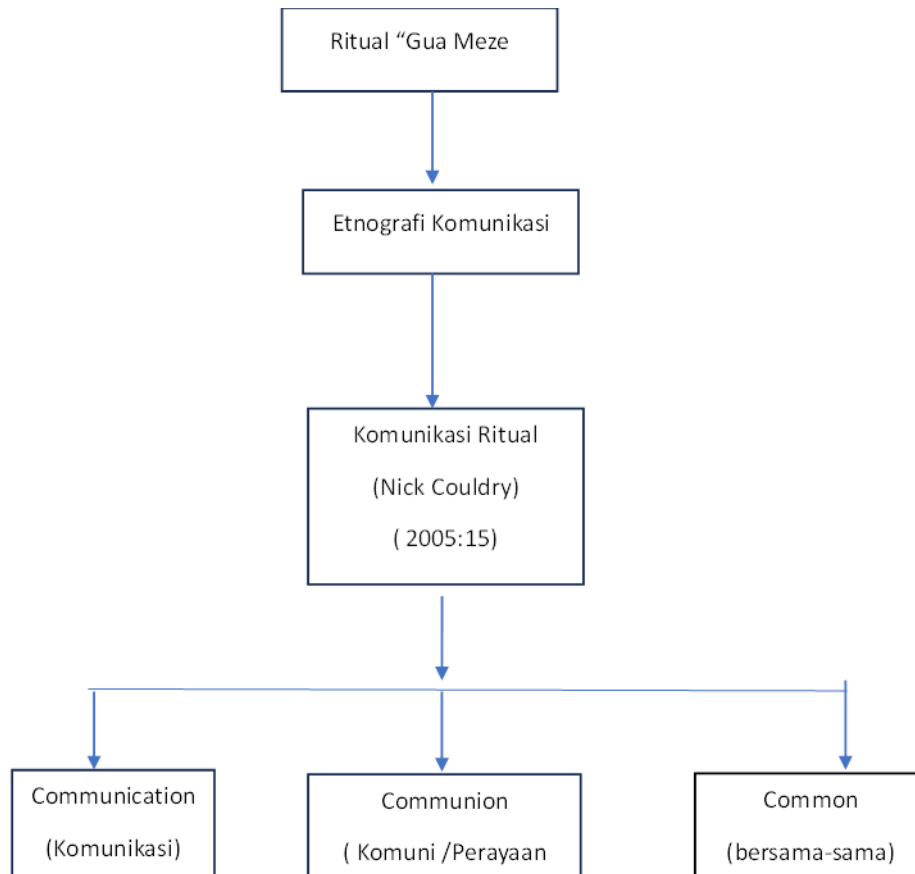 Ritual “Gua Meze
Etnografi Komunikasi
Komunikasi Ritual
(Nick Couldry)
( 2005:15)
Communication
(Komunikasi)
Communion
( Komuni /Perayaan
Common
(bersama-sama)